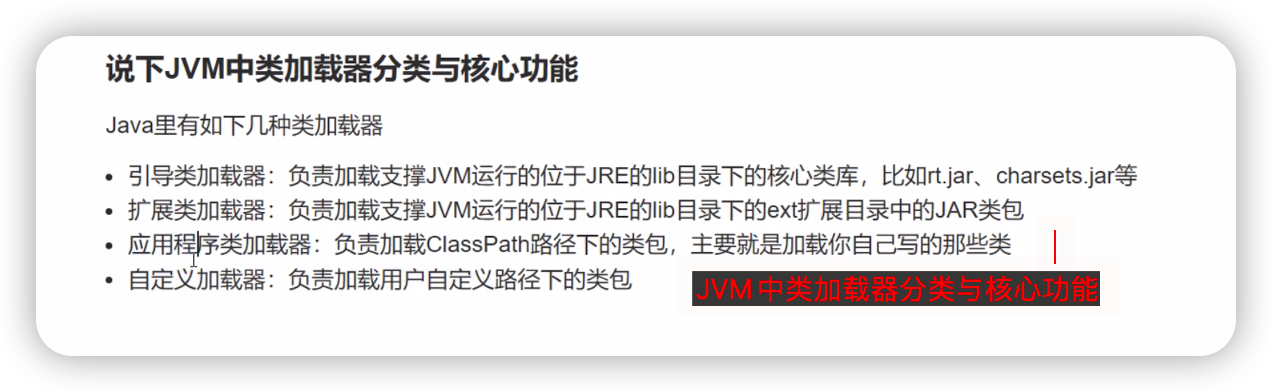 说下JVM中类加载器分类与核心功能
Java里有如下几种类加载器
• 引导类加载器：负责加载支撑JVM运行的位于JRE的lib目录下的核心类库，比如rt.jar、charsets.jar等
• 扩展类加载器：负责加载支撑JVM运行的位于JRE的lib目录下的ext扩展目录中的JAR类包
• 应用程序类加载器：负责加载ClassPath路径下的类包，主要就是加载你自己写的那些类
• 自定义加载器：负责加载用户自定义路径下的类包
JVM中类加载器分类与核心功能